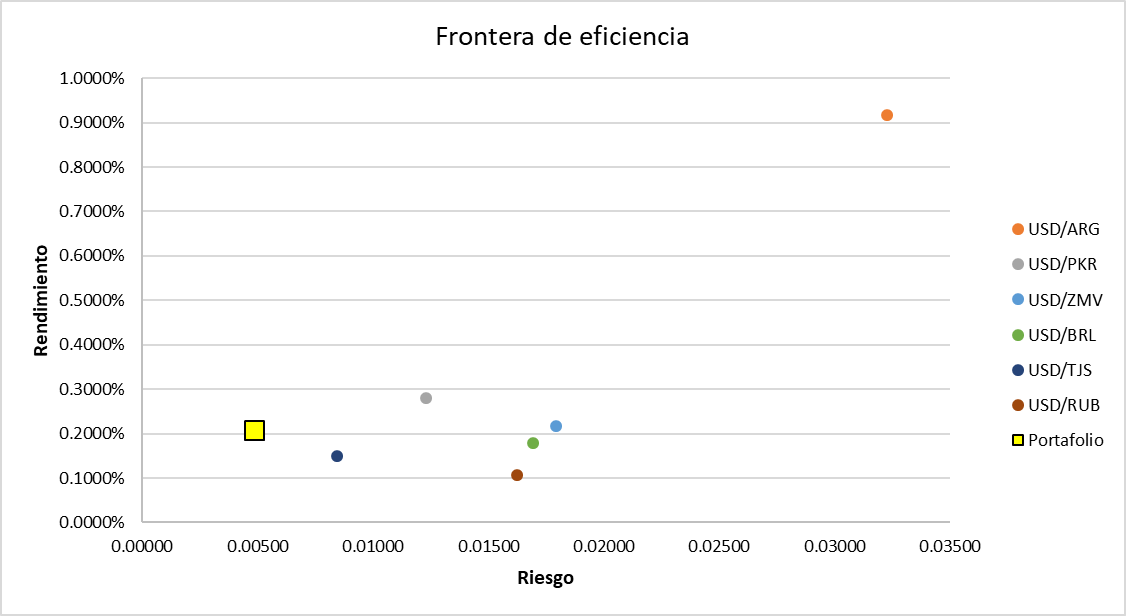 Frontera de eficiencia
1.0000%
0.9000%
0.8000%
0.7000%
0.6000%
0.5000%
0.4000%
0.3000%
0.2000%
0.1000%
0.0000%
Rendimiento
0.00000 0.00500 0.01000 0.01500 0.02000 0.02500 0.03000 0.03500
Riesgo
USD/ARG
USD/PKR
USD/ZMV
USD/BRL
USD/TJS
USD/RUB
Portafolio